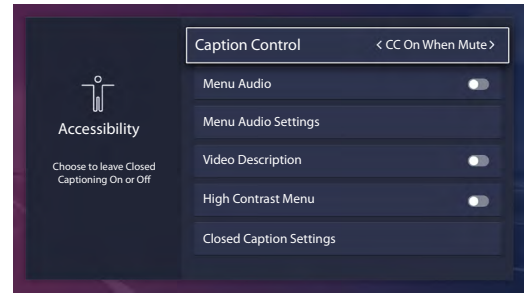 Accessibility
Choose to leave Closed
Captioning On or Off
Caption Control < CC On When Mute >
Menu Audio
Menu Audio Settings
Video Description
High Contrast Menu
Closed Caption Settings